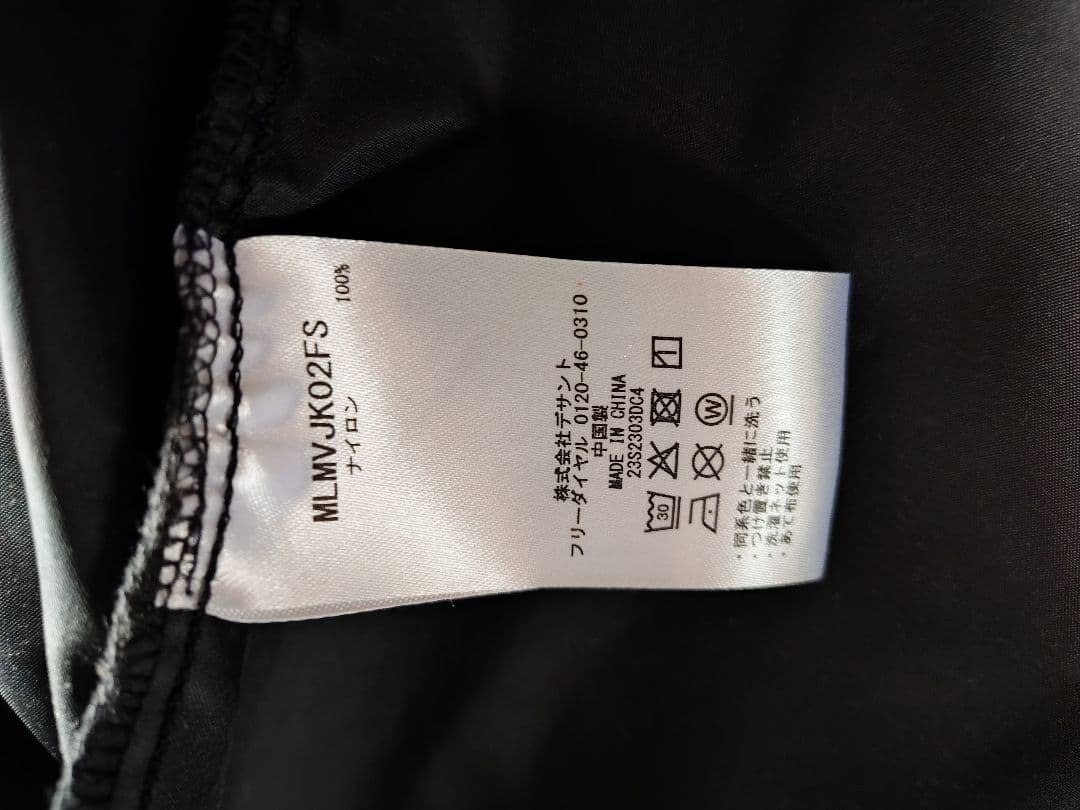 MLMVJK02FS
ナイロン 100%
株式会社デサント
フリーダイヤル 0120-46-0310
中国製
MADE IN CHINA
23S2303DC4
30
W
・同系色と一緒に洗う
・つけ置き禁止
・洗濯ネット使用
・あて布使用